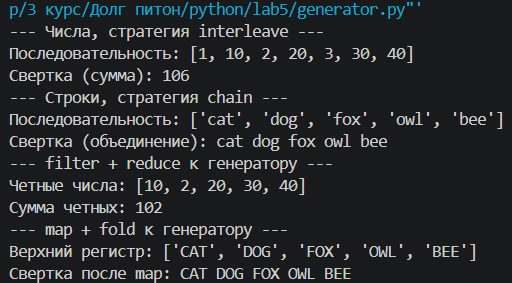 р/3 курс/Долг питон/python/lab5/generator.py"'
--- Числа, стратегия interleave ---
Последовательность: [1, 10, 2, 20, 3, 30, 40]
Свертка (сумма): 106
--- Строки, стратегия chain ---
Последовательность: ['cat', 'dog', 'fox', 'owl', 'bee']
Свертка (объединение): cat dog fox owl bee
--- filter + reduce к генератору ---
Четные числа: [10, 2, 20, 30, 40]
Сумма четных: 102
--- map + fold к генератору ---
Верхний регистр: ['CAT', 'DOG', 'FOX', 'OWL', 'BEE']
Свертка после map: CAT DOG FOX OWL BEE